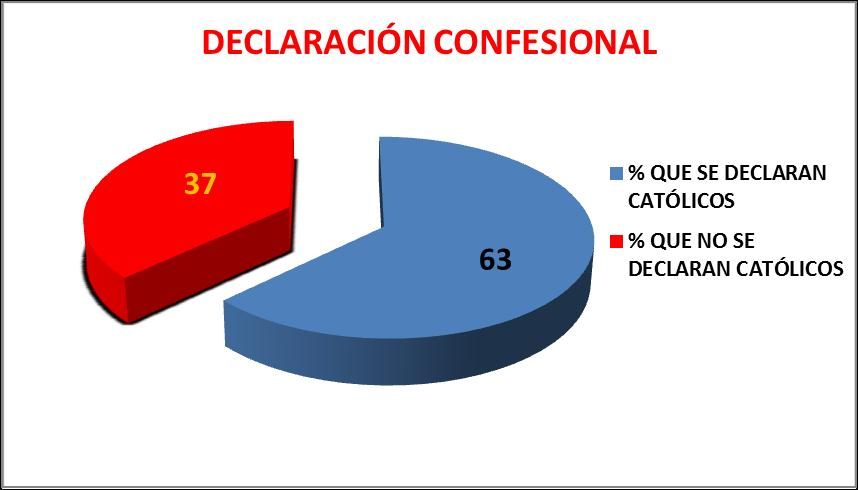 DECLARACIÓN CONFESIONAL
37
63
% QUE SE DECLARAN
CATÓLICOS
% QUE NO SE
DECLARAN CATÓLICOS